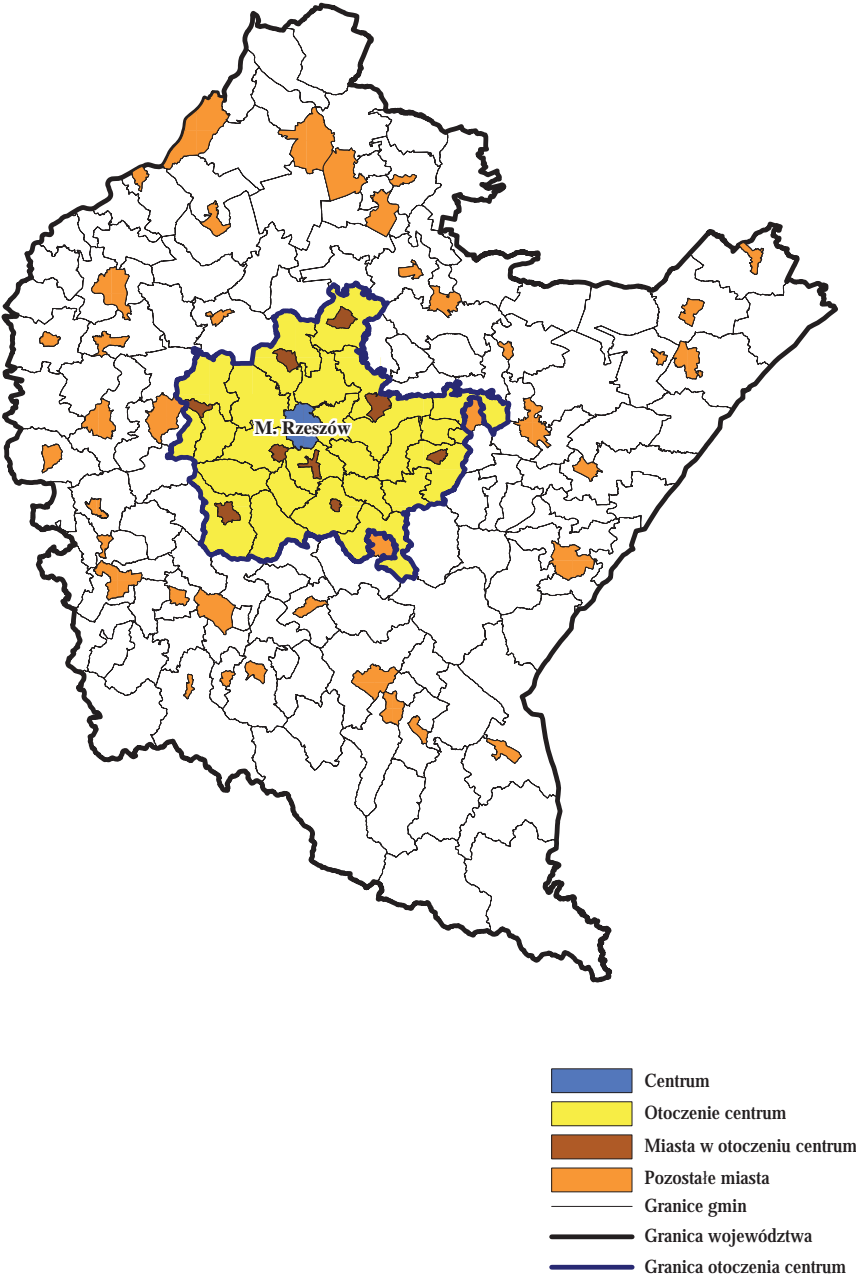 M. Rzeszów
Centrum
Otoczenie centrum
Miasta w otoczeniu centrum
Pozostałe miasta
Granice gmin
Granica województwa
Granica otoczenia centrum